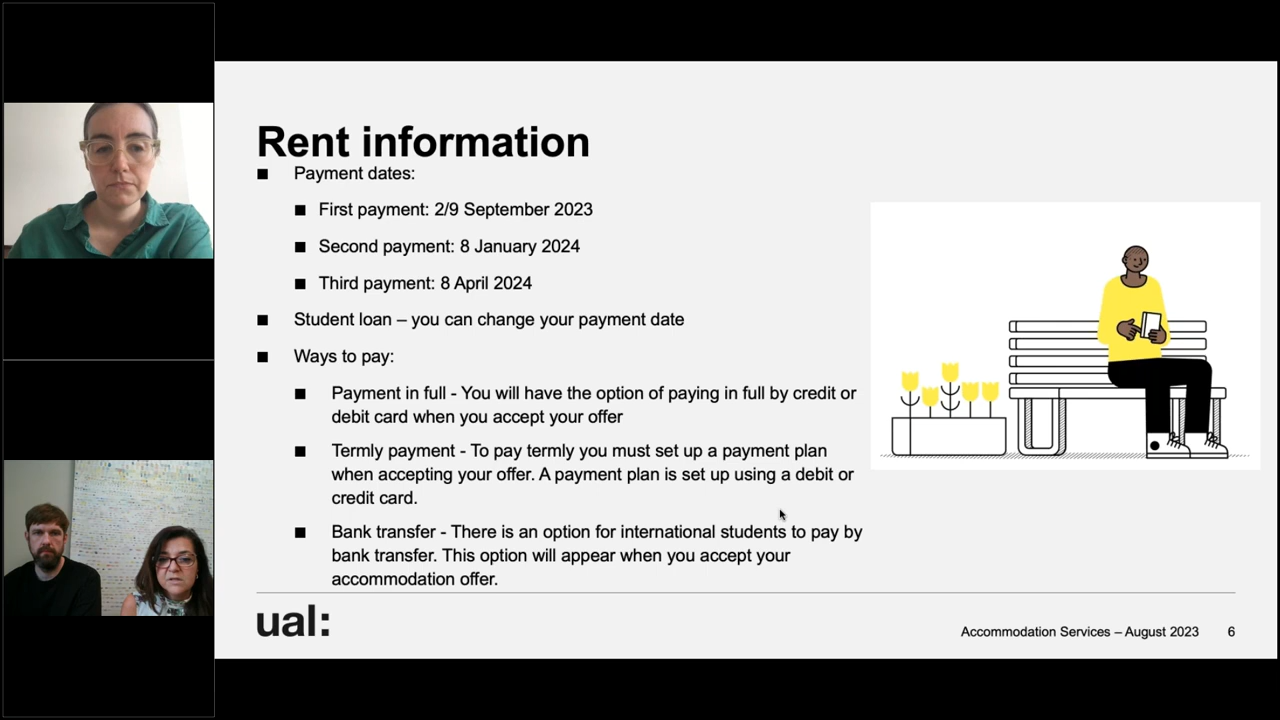 Rent information
Payment dates:
First payment: 2/9 September 2023
Second payment: 8 January 2024
Third payment: 8 April 2024
Student loan – you can change your payment date
Ways to pay:
Payment in full - You will have the option of paying in full by credit or
debit card when you accept your offer
Termly payment - To pay termly you must set up a payment plan
when accepting your offer. A payment plan is set up using a debit or
credit card.
Bank transfer - There is an option for international students to pay by
bank transfer. This option will appear when you accept your
accommodation offer.
ual:
Accommodation Services – August 2023 6